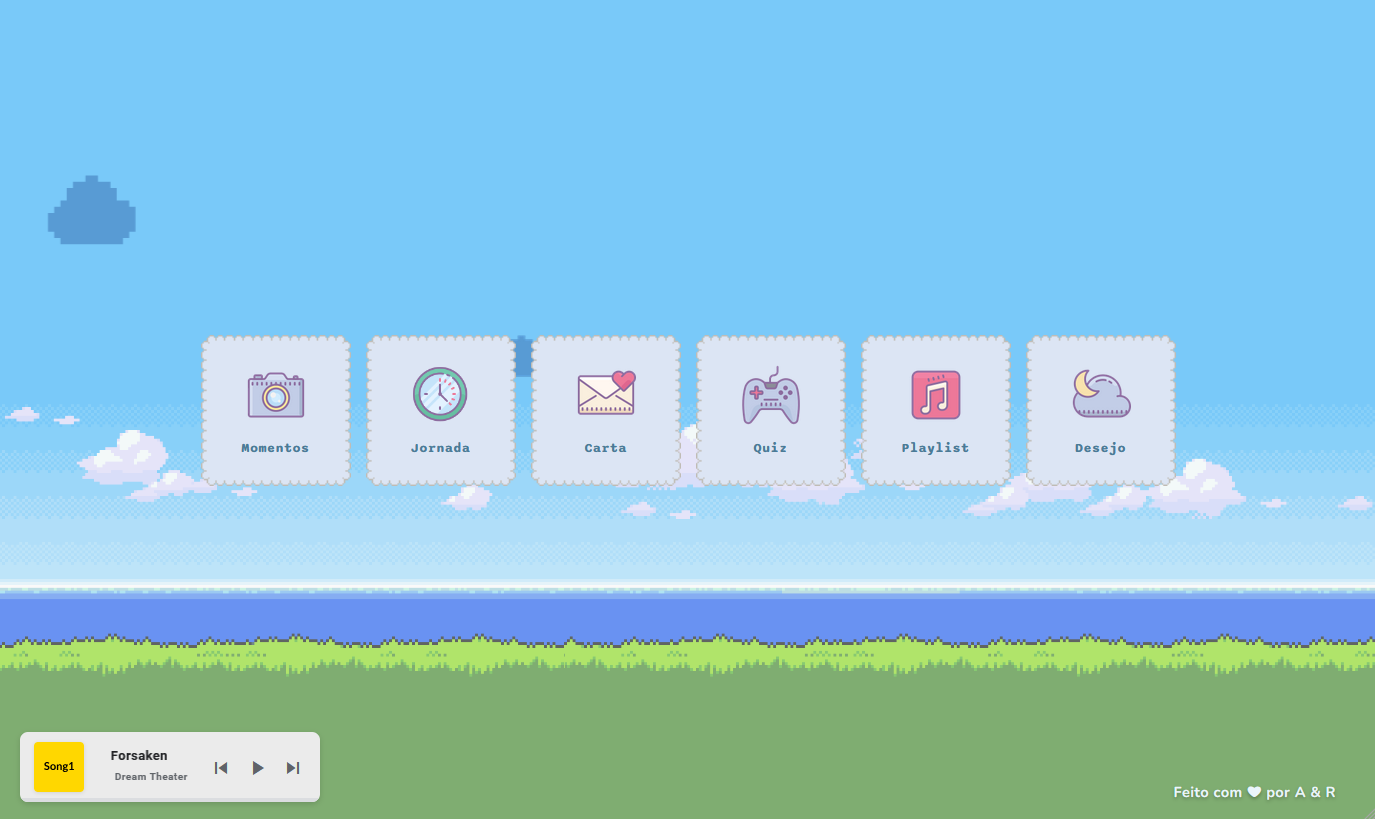 Momentos
Jornada
Carta
Quiz
Playlist
Desejo
Song1
Forsaken
Dream Theater
Feito com ♥ por A & R